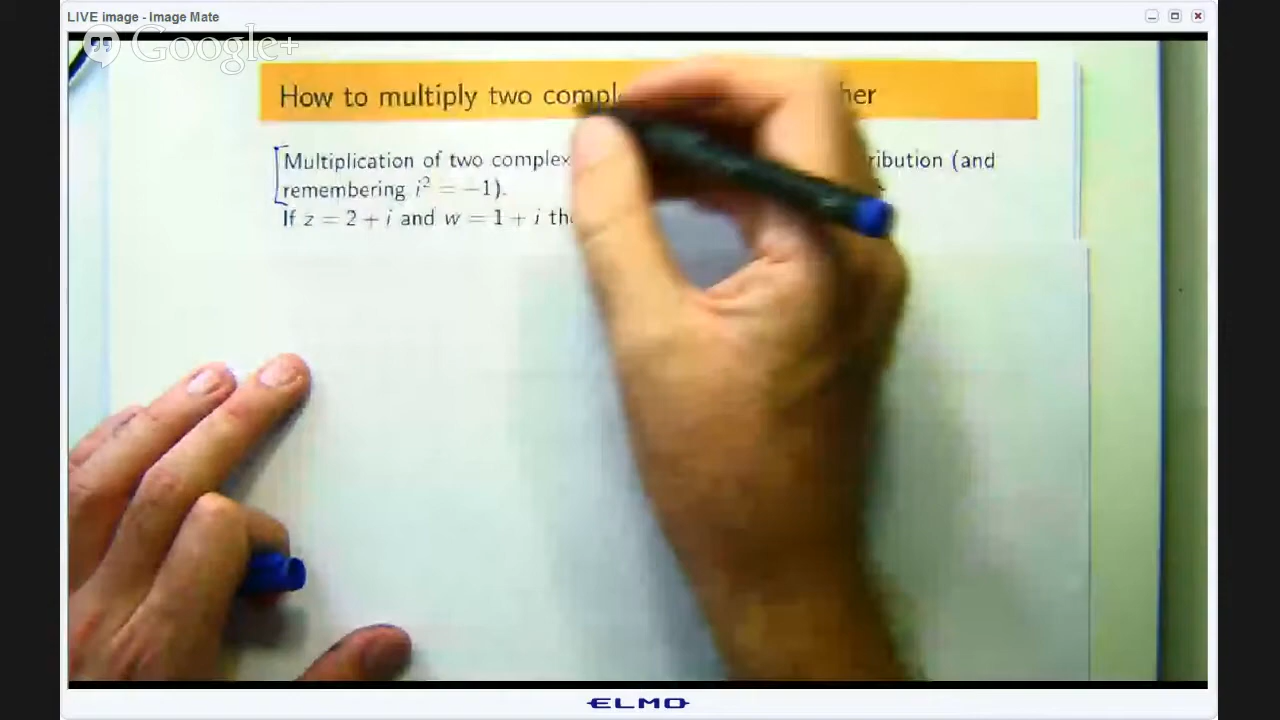 LIVE image - Image Mate
Google+
How to multiply two compl her
Multiplication of two complex ribution (and
remembering i² = −1).
If z = 2 + i and w = 1 + i th
ELMO